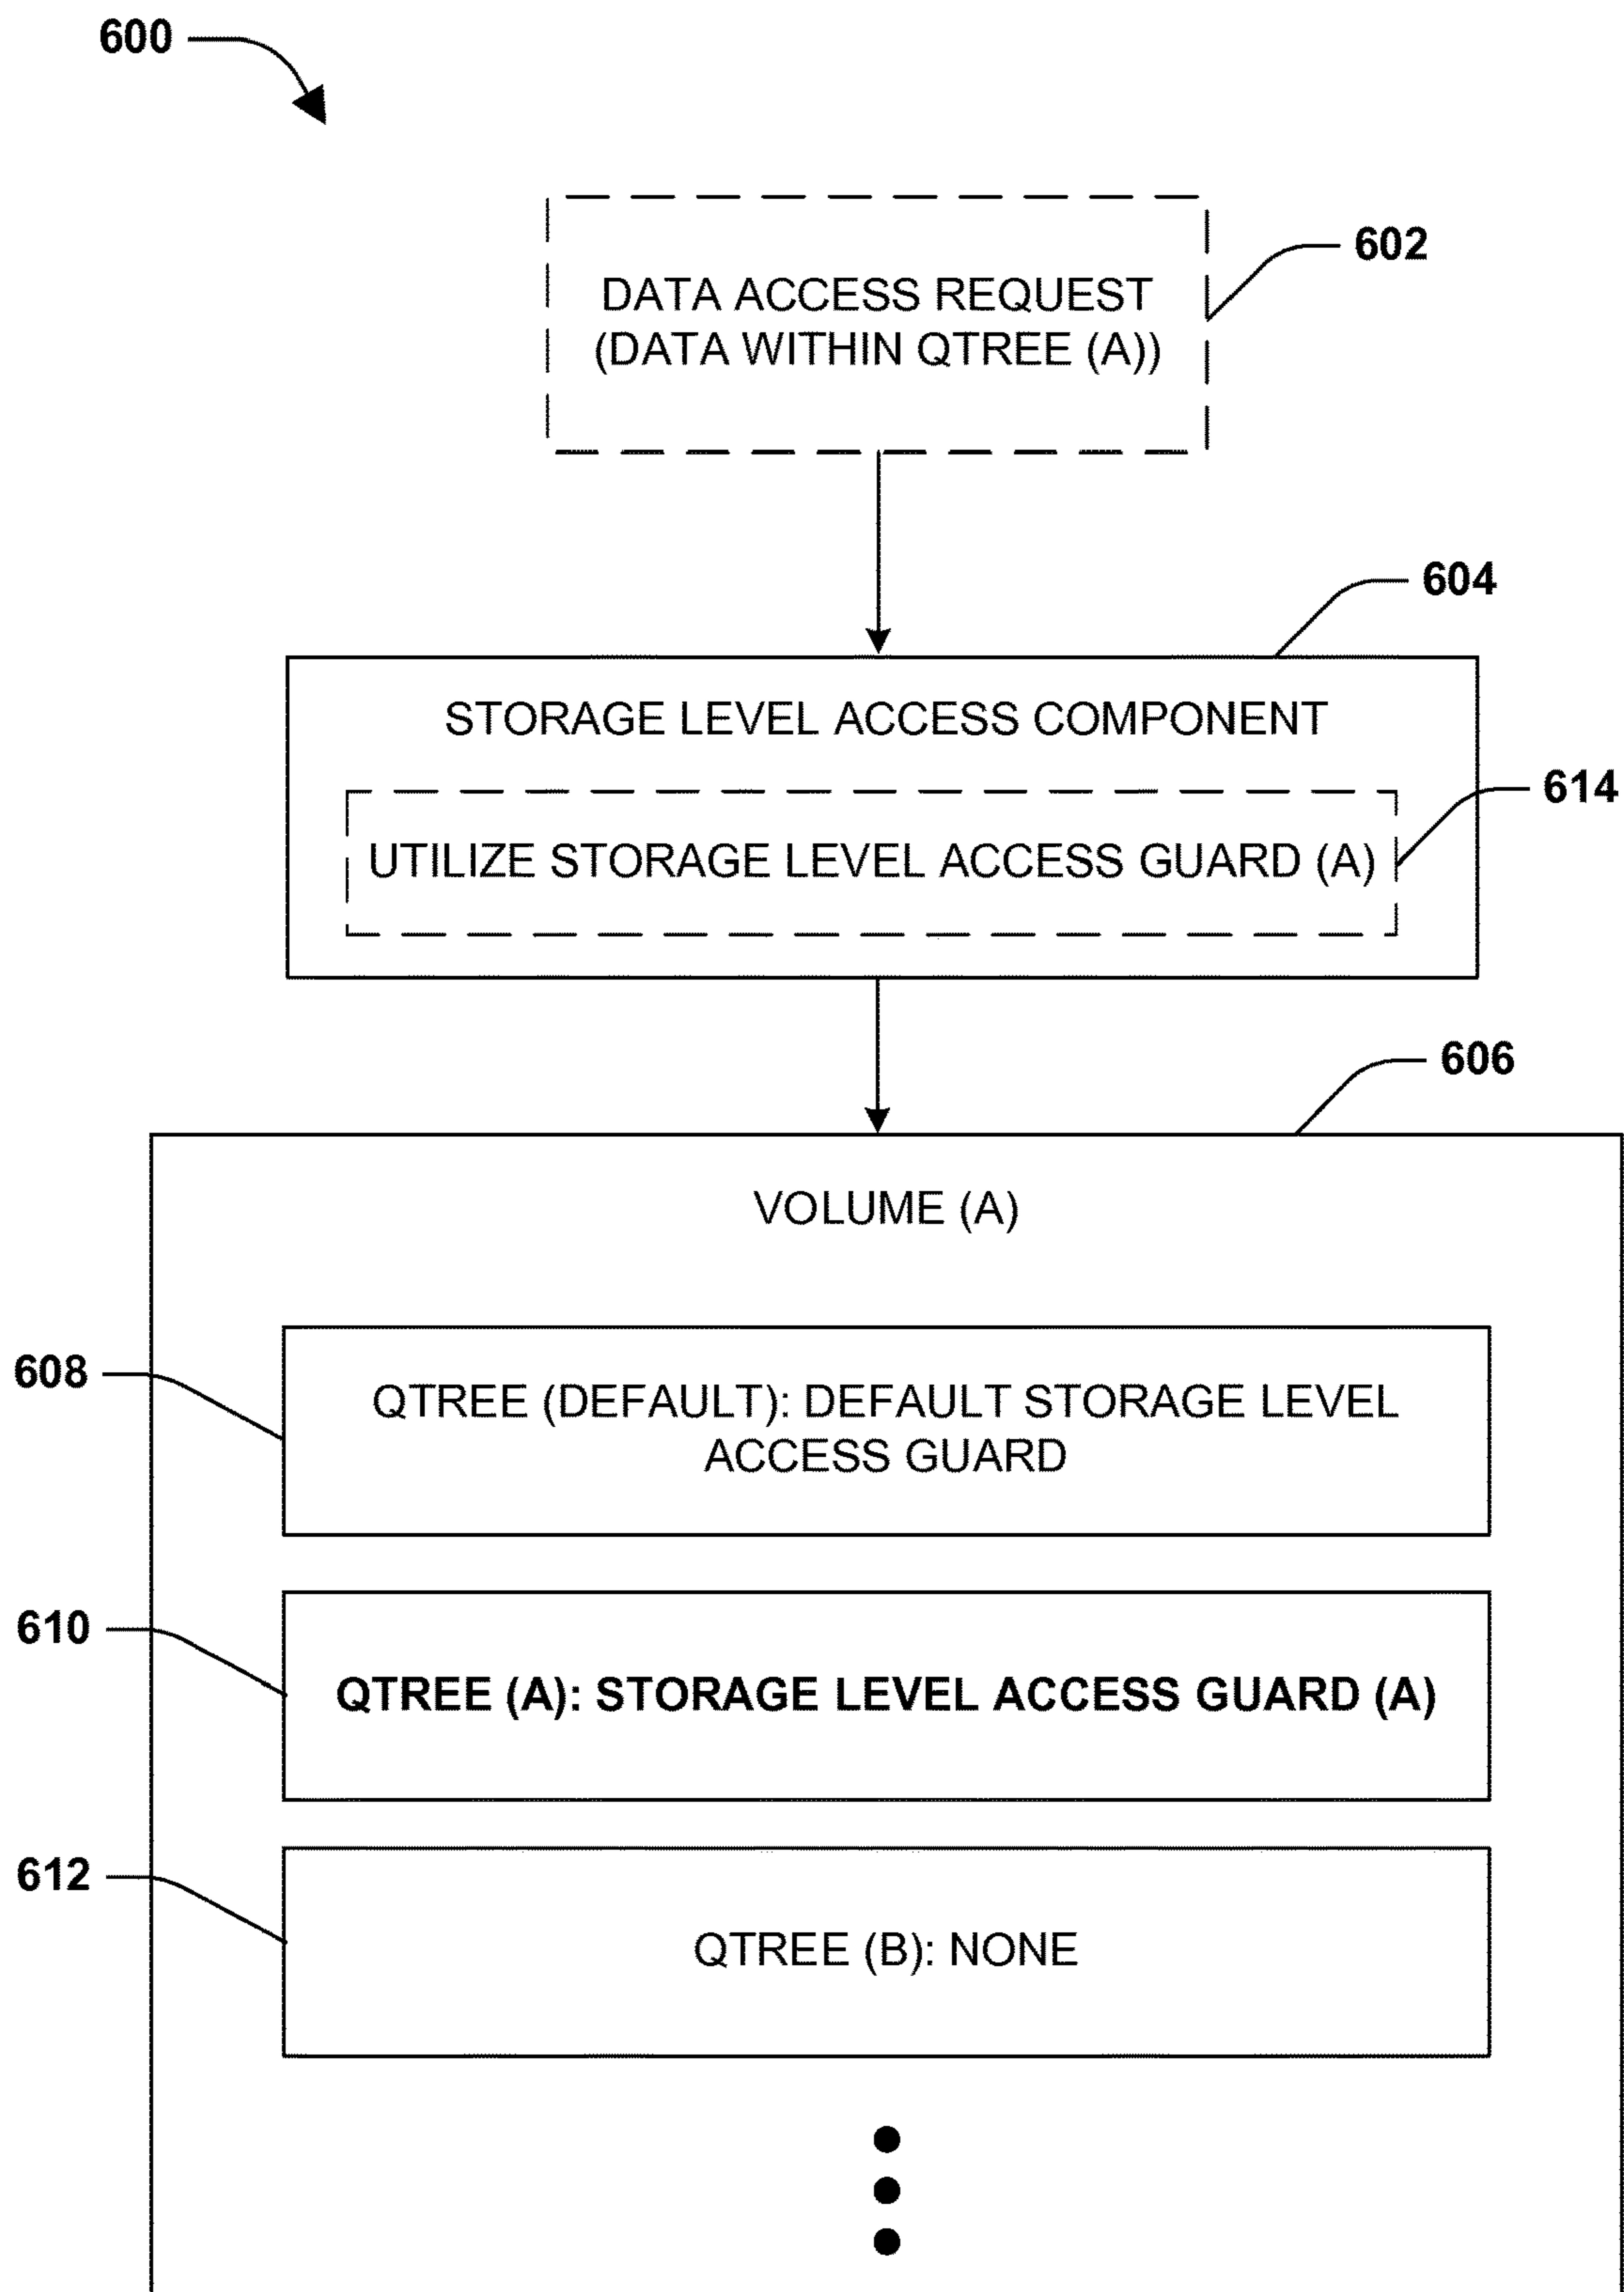 600
602
DATA ACCESS REQUEST
(DATA WITHIN QTREE (A))
604
STORAGE LEVEL ACCESS COMPONENT
614
UTILIZE STORAGE LEVEL ACCESS GUARD (A)
606
VOLUME (A)
608
QTREE (DEFAULT): DEFAULT STORAGE LEVEL
ACCESS GUARD
610
QTREE (A): STORAGE LEVEL ACCESS GUARD (A)
612
QTREE (B): NONE